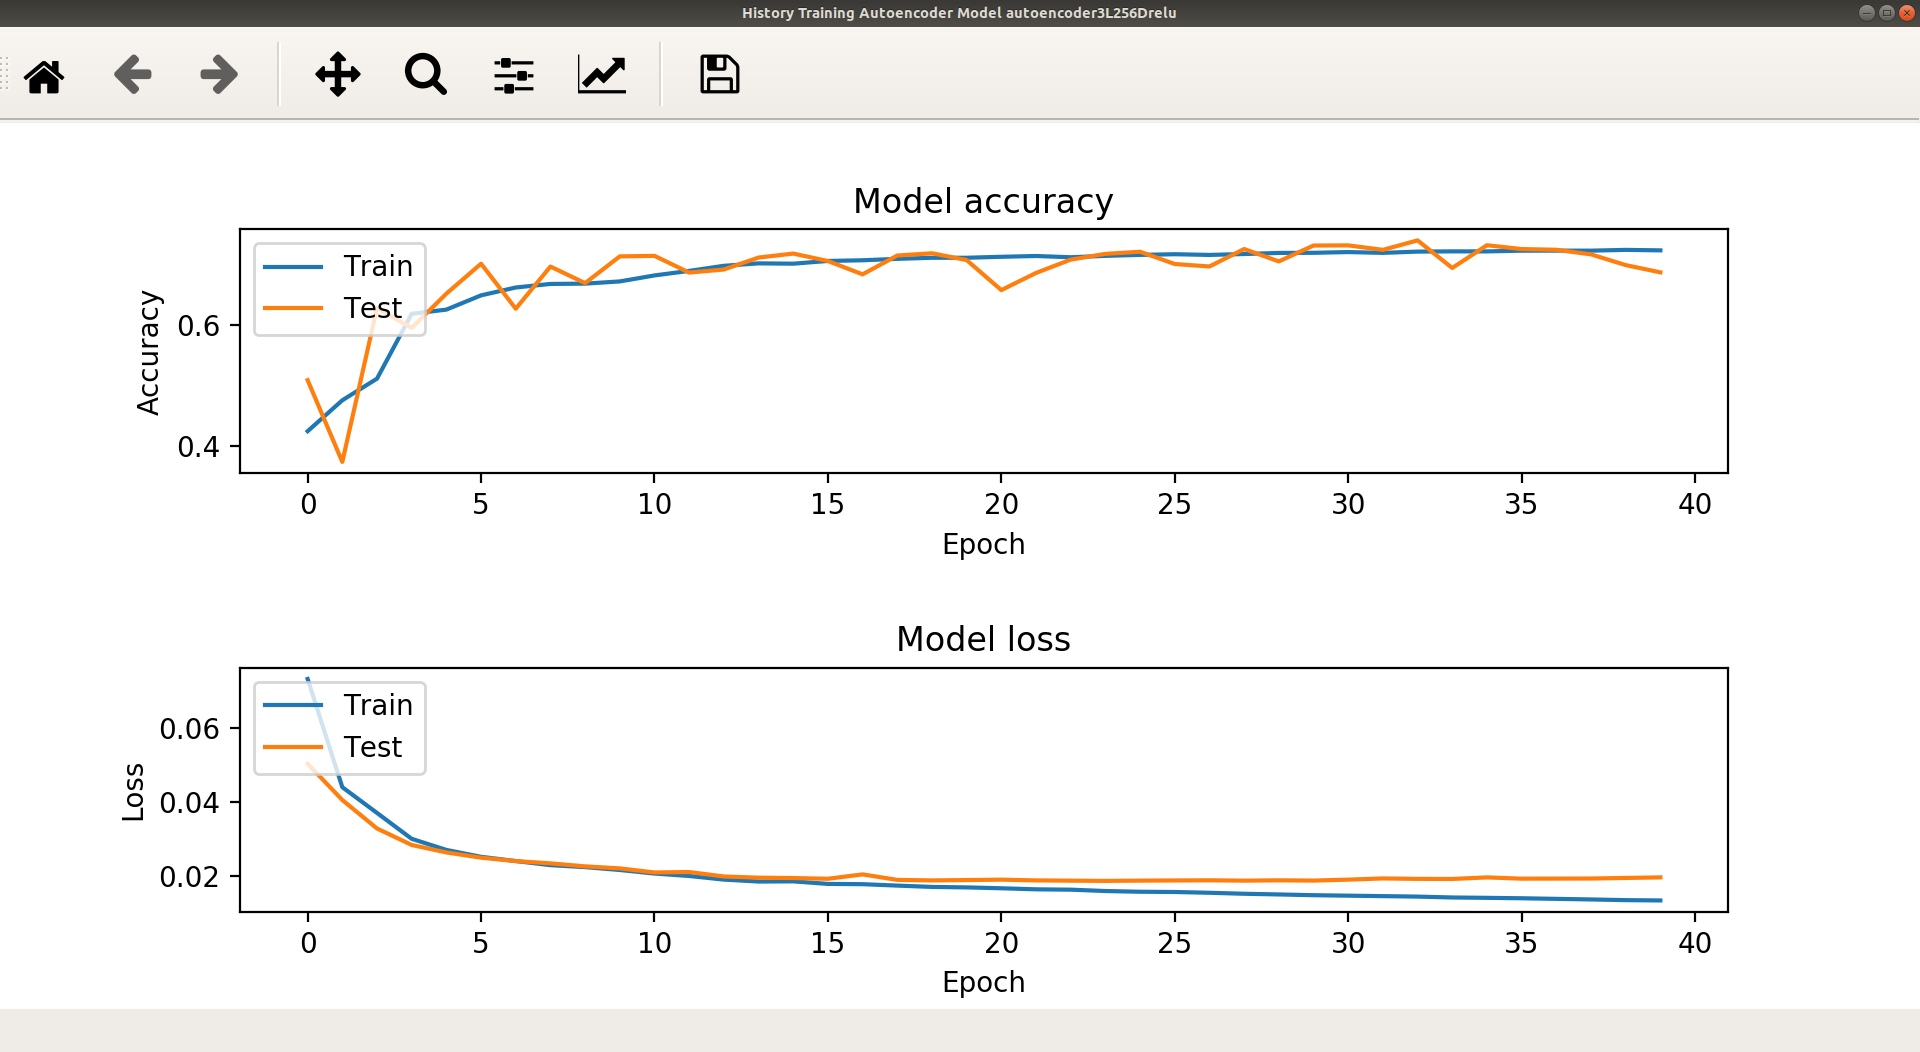 History Training Autoencoder Model autoencoder3L256Drelu
Model accuracy
Train
Test
Accuracy
0.6
0.4
0 5 10 15 20 25 30 35 40
Epoch
Model loss
Train
Test
Loss
0.06
0.04
0.02
0 5 10 15 20 25 30 35 40
Epoch